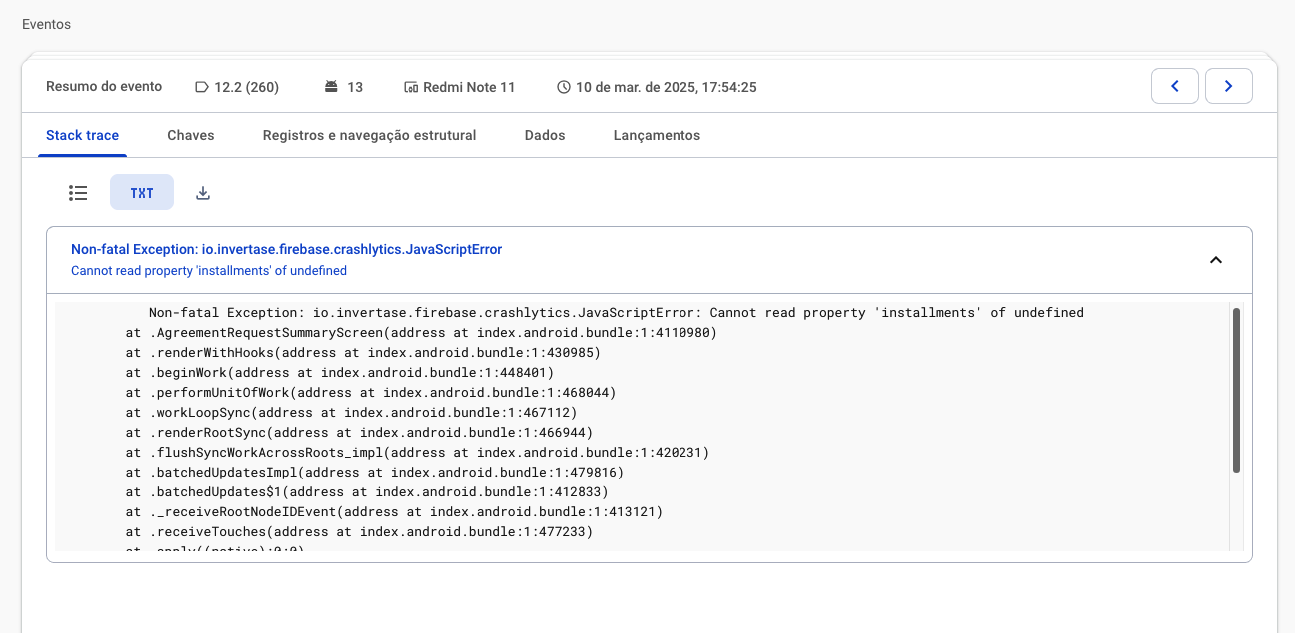 Eventos
Resumo do evento 12.2 (260) 13 Redmi Note 11 10 de mar. de 2025, 17:54:25
Stack trace Chaves Registros e navegação estrutural Dados Lançamentos
TXT
Non-fatal Exception: io.invertase.firebase.crashlytics.JavaScriptError
Cannot read property 'installments' of undefined
Non-fatal Exception: io.invertase.firebase.crashlytics.JavaScriptError: Cannot read property 'installments' of undefined
at .AgreementRequestSummaryScreen(address at index.android.bundle:1:4110980)
at .renderWithHooks(address at index.android.bundle:1:430985)
at .beginWork(address at index.android.bundle:1:448401)
at .performUnitOfWork(address at index.android.bundle:1:468044)
at .workLoopSync(address at index.android.bundle:1:467112)
at .renderRootSync(address at index.android.bundle:1:466944)
at .flushSyncWorkAcrossRoots_impl(address at index.android.bundle:1:420231)
at .batchedUpdatesImpl(address at index.android.bundle:1:479816)
at .batchedUpdates$1(address at index.android.bundle:1:412833)
at ._receiveRootNodeIDEvent(address at index.android.bundle:1:413121)
at .receiveTouches(address at index.android.bundle:1:477233)
at .apply((native):0:0)